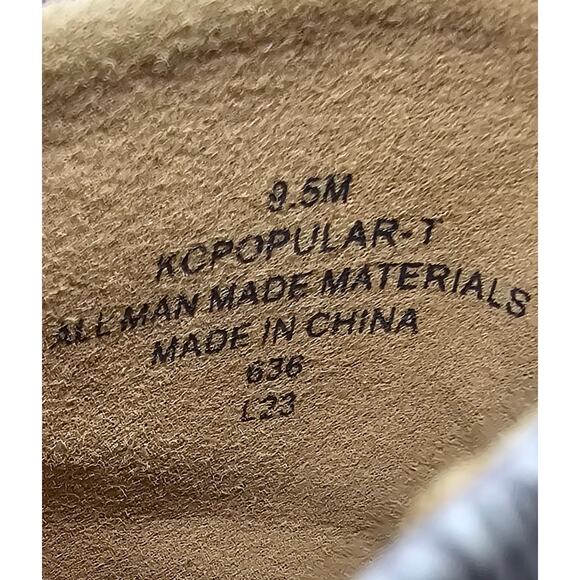 9.5M
KCPOPULAR-T
ALL MAN MADE MATERIALS
MADE IN CHINA
636
L23